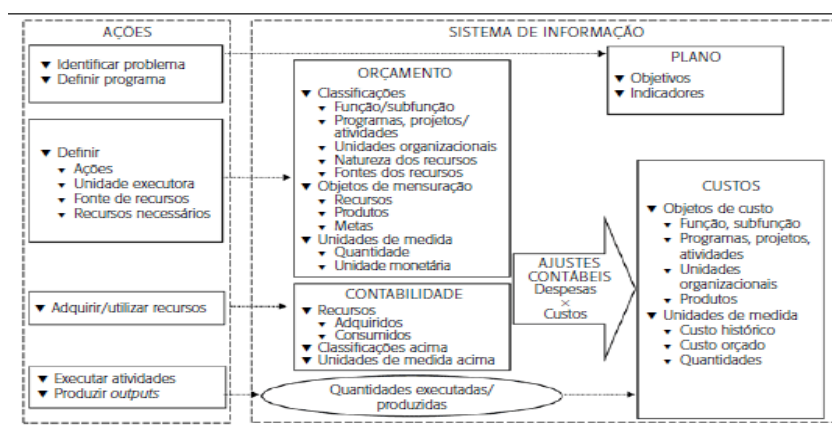 AÇÕES
▼ Identificar problema
▼ Definir programa
▼ Definir
▼ Ações
▼ Unidade executora
▼ Fonte de recursos
▼ Recursos necessários
▼ Adquirir/utilizar recursos
▼ Executar atividades
▼ Produzir outputs
SISTEMA DE INFORMAÇÃO
ORÇAMENTO
▼ Classificações
▼ Função/subfunção
▼ Programas, projetos/
atividades
▼ Unidades organizacionais
▼ Natureza dos recursos
▼ Fontes dos recursos
▼ Objetos de mensuração
▼ Recursos
▼ Produtos
▼ Metas
▼ Unidades de medida
▼ Quantidade
▼ Unidade monetária
CONTABILIDADE
▼ Recursos
▼ Adquiridos
▼ Consumidos
▼ Classificações acima
▼ Unidades de medida acima
Quantidades executadas/
produzidas
AJUSTES
CONTÁBEIS
Despesas
×
Custos
PLANO
▼ Objetivos
▼ Indicadores
CUSTOS
▼ Objetos de custo
▼ Função, subfunção
▼ Programas, projetos,
atividades
▼ Unidades
organizacionais
▼ Produtos
▼ Unidades de medida
▼ Custo histórico
▼ Custo orçado
▼ Quantidades